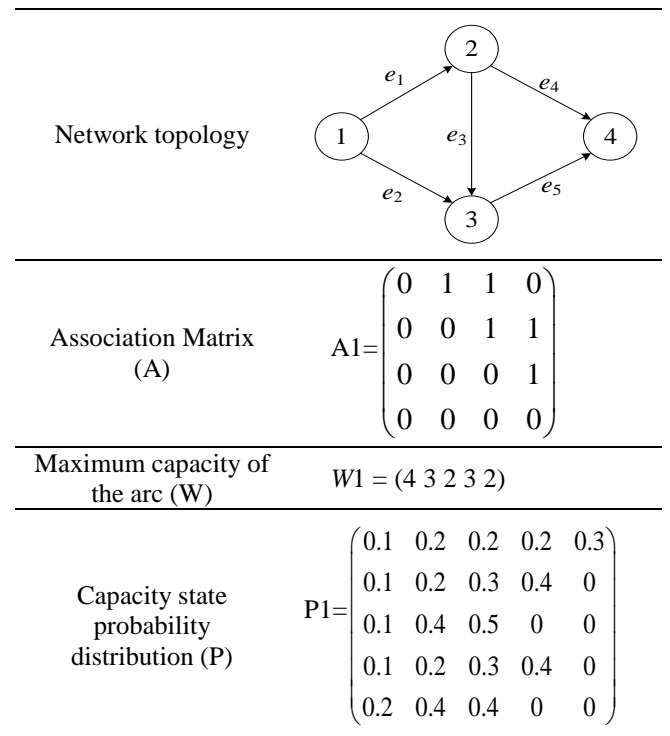 Network topology
1
2
3
4
e1
e2
e3
e4
e5
Association Matrix
(A)
A1=
0 1 1 0
0 0 1 1
0 0 0 1
0 0 0 0
Maximum capacity of
the arc (W)
W1 = (4 3 2 3 2)
Capacity state
probability
distribution (P)
P1=
0.1 0.2 0.2 0.2 0.3
0.1 0.2 0.3 0.4 0
0.1 0.4 0.5 0 0
0.1 0.2 0.3 0.4 0
0.2 0.4 0.4 0 0